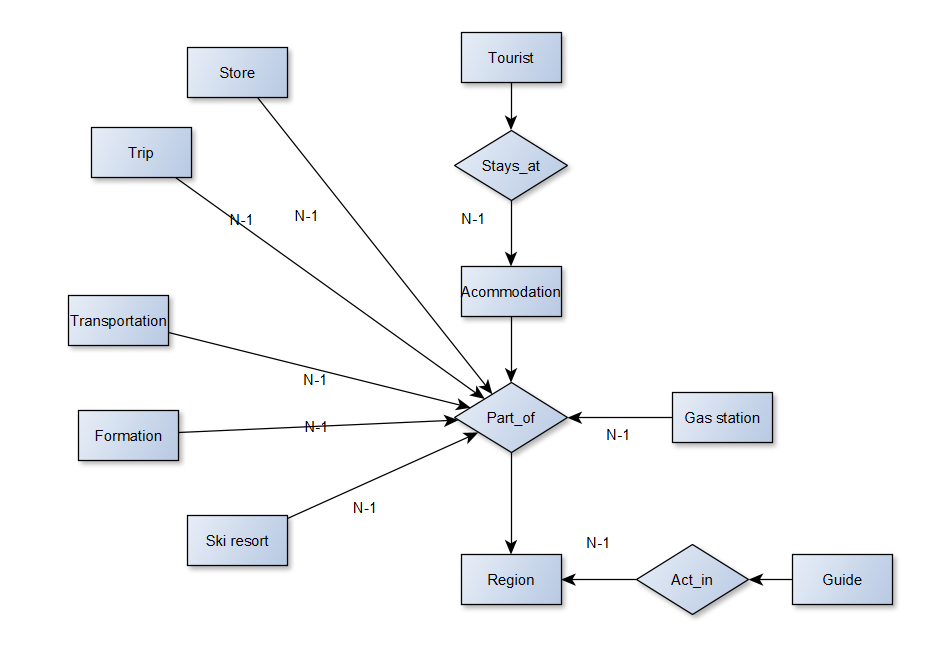 Tourist
Store
Trip
Stays_at
N-1
N-1
N-1
Acommodation
Transportation
N-1
Part_of
Gas station
Formation
N-1
N-1
N-1
Ski resort
N-1
Region
Act_in
Guide